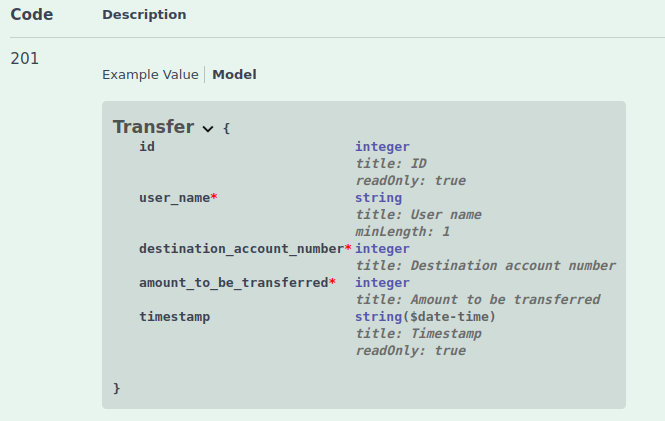 Code Description
201
Example Value Model
Transfer {
id integer
title: ID
readOnly: true
user_name* string
title: User name
minLength: 1
destination_account_number* integer
title: Destination account number
amount_to_be_transferred* integer
title: Amount to be transferred
timestamp string($date-time)
title: Timestamp
readOnly: true
}